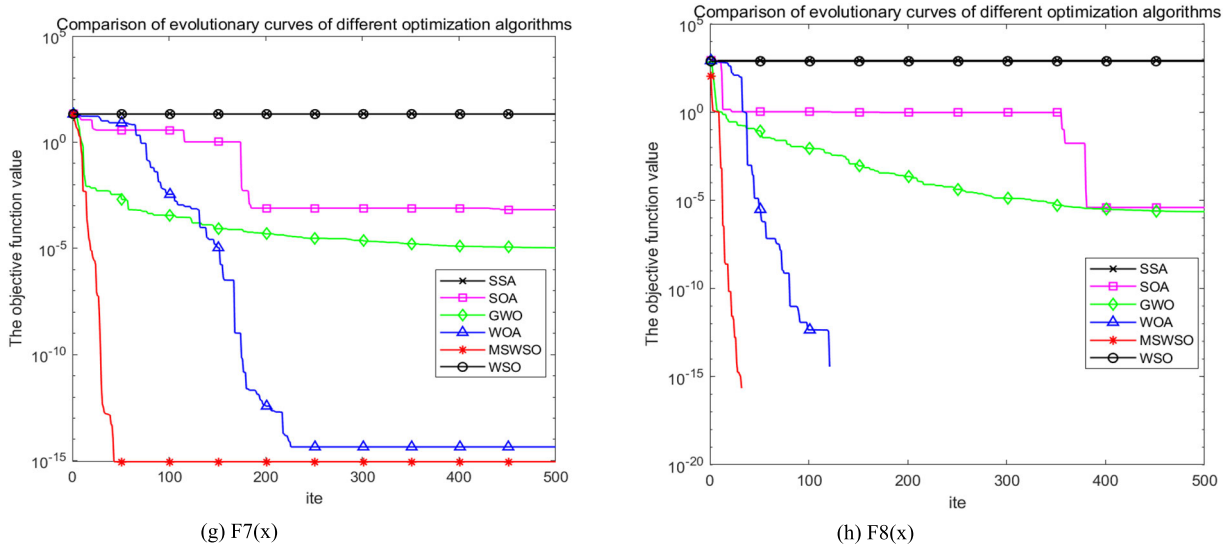 Comparison of evolutionary curves of different optimization algorithms
The objective function value
10^5
10^0
10^-5
10^-10
10^-15
0 100 200 300 400 500
ite
SSA
SOA
GWO
WOA
MSWSO
WSO
(g) F7(x)
Comparison of evolutionary curves of different optimization algorithms
The objective function value
10^5
10^0
10^-5
10^-10
10^-15
10^-20
0 100 200 300 400 500
ite
SSA
SOA
GWO
WOA
MSWSO
WSO
(h) F8(x)